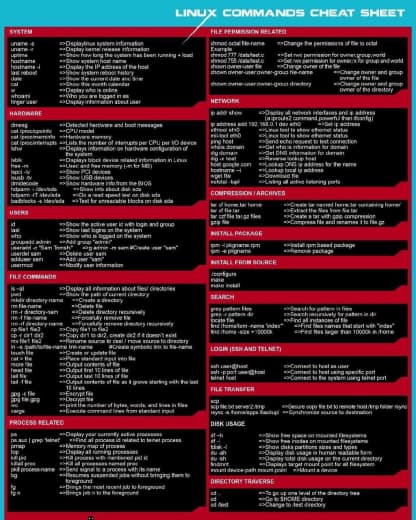 LINUX COMMANDS CHEAT SHEET
SYSTEM
uname -a =>Displaylinux system information
uname -r =>Display kernel release information
uptime =>Show how long the system has been running + load
hostname =>Show system host name
hostname -i =>Display the IP address of the host
last reboot =>Show system reboot history
date =>Show the current date and time
cal =>Show this month calendar
w =>Display who is online
whoami =>Who you are logged in as
finger user =>Display information about user
HARDWARE
dmesg =>Detected hardware and boot messages
cat /proc/cpuinfo =>CPU model
cat /proc/meminfo =>Hardware memory
cat /proc/interrupts =>Lists the number of interrupts per CPU per I/O device
lshw =>Displays information on hardware configuration of
the system
lsblk =>Displays block device related information in Linux
free -m =>Used and free memory (-m for MB)
lspci -tv =>Show PCI devices
lsusb -tv =>Show USB devices
dmidecode =>Show hardware info from the BIOS
hdparm -i /dev/sda =>Show info about disk sda
hdparm -tT /dev/sda =>Do a read speed test on disk sda
badblocks -s /dev/sda =>Test for unreadable blocks on disk sda
USERS
id =>Show the active user id with login and group
last =>Show last logins on the system
who =>Show who is logged on the system
groupadd admin =>Add group "admin"
useradd -c "Sam Tomshi" =>g admin -m sam #Create user "sam"
userdel sam =>Delete user sam
adduser sam =>Add user "sam"
usermod =>Modify user information
FILE COMMANDS
ls -al =>Display all information about files/ directories
pwd =>Show the path of current directory
mkdir directory-name =>Create a directory
rm file-name =>Delete file
rm -r directory-nam =>Delete directory recursively
rm -f file-name =>Forcefully remove file
rm -rf directory-name =>Forcefully remove directory recursively
cp file1 file2 =>Copy file1 to file2
cp -r dir1 dir2 =>Copy dir1 to dir2, create dir2 if it doesn't exist
mv file1 file2 =>Rename source to dest / move source to directory
ln -s /path/to/file-name link-name =>Create symbolic link to file-name
touch file =>Create or update file
cat > file =>Place standard input into file
more file =>Output contents of file
head file =>Output first 10 lines of file
tail file =>Output last 10 lines of file
tail -f file =>Output contents of file as it grows starting with the last
10 lines
gpg -c file =>Encrypt file
gpg file.gpg =>Decrypt file
wc =>print the number of bytes, words, and lines in files
xargs =>Execute command lines from standard input
PROCESS RELATED
ps =>Display your currently active processes
ps aux | grep 'telnet' =>Find all process id related to telnet process
pmap =>Memory map of process
top =>Display all running processes
kill pid =>Kill process with mentioned pid id
killall proc =>Kill all processes named proc
pkill process-name =>Send signal to a process with its name
bg =>Resumes suspended jobs without bringing them to
foreground
fg =>Brings the most recent job to foreground
fg n =>Brings job n to the foreground
FILE PERMISSION RELATED
chmod octal file-name =>Change the permissions of file to octal
Example
chmod 777 /data/test.c =>Set rwx permission for owner,group,world
chmod 755 /data/test.c =>Set rwx permission for owner,rx for group and world
chown owner-user file =>Change owner of the file
chown owner-user:owner-group file-name =>Change owner and group
owner of the file
chown owner-user:owner-group directory =>Change owner and group
owner of the directory
NETWORK
ip addr show =>Display all network interfaces and ip address
(a iproute2 command,powerful than ifconfig)
ip address add 192.168.0.1 dev eth0 =>Set ip address
ethtool eth0 =>Linux tool to show ethernet status
mii-tool eth0 =>Linux tool to show ethernet status
ping host =>Send echo request to test connection
whois domain =>Get who is information for domain
dig domain =>Get DNS information for domain
dig -x host =>Reverse lookup host
host google.com =>Lookup DNS ip address for the name
hostname -i =>Lookup local ip address
wget file =>Download file
netstat -tupl =>Listing all active listening ports
COMPRESSION / ARCHIVES
tar cf home.tar home =>Create tar named home.tar containing home/
tar xf file.tar =>Extract the files from file.tar
tar czf file.tar.gz files =>Create a tar with gzip compression
gzip file =>Compress file and renames it to file.gz
INSTALL PACKAGE
rpm -i pkgname.rpm =>Install rpm based package
rpm -e pkgname =>Remove package
INSTALL FROM SOURCE
./configure
make
make install
SEARCH
grep pattern files =>Search for pattern in files
grep -r pattern dir =>Search recursively for pattern in dir
locate file =>Find all instances of file
find /home/tom -name 'index*' =>Find files names that start with "index"
find /home -size +10000k =>Find files larger than 10000k in /home
LOGIN (SSH AND TELNET)
ssh user@host =>Connect to host as user
ssh -p port user@host =>Connect to host using specific port
telnet host =>Connect to the system using telnet port
FILE TRANSFER
scp
scp file.txt server2:/tmp =>Secure copy file.txt to remote host /tmp folder rsync
rsync -a /home/apps /backup/ =>Synchronize source to destination
DISK USAGE
df -h =>Show free space on mounted filesystems
df -i =>Show free inodes on mounted filesystems
fdisk -l =>Show disks partitions sizes and types
du -ah =>Display disk usage in human readable form
du -sh =>Display total disk usage on the current directory
findmnt =>Displays target mount point for all filesystem
mount device-path mount-point =>Mount a device
DIRECTORY TRAVERSE
cd .. =>To go up one level of the directory tree
cd =>Go to $HOME directory
cd /test =>Change to /test directory